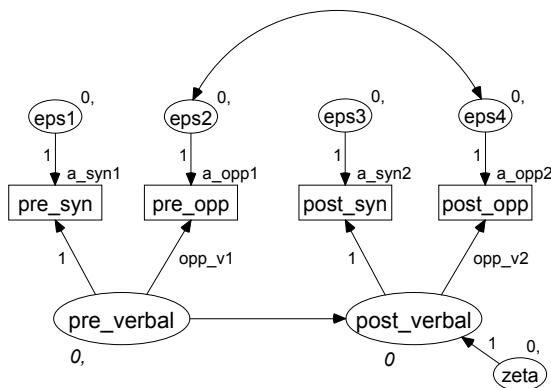 0, 0, 0, 0,
eps1 eps2 eps3 eps4
1 1 1 1
a_syn1 a_opp1 a_syn2 a_opp2
pre_syn pre_opp post_syn post_opp
1 opp_v1 1 opp_v2
pre_verbal post_verbal
0, 0 1 0,
zeta